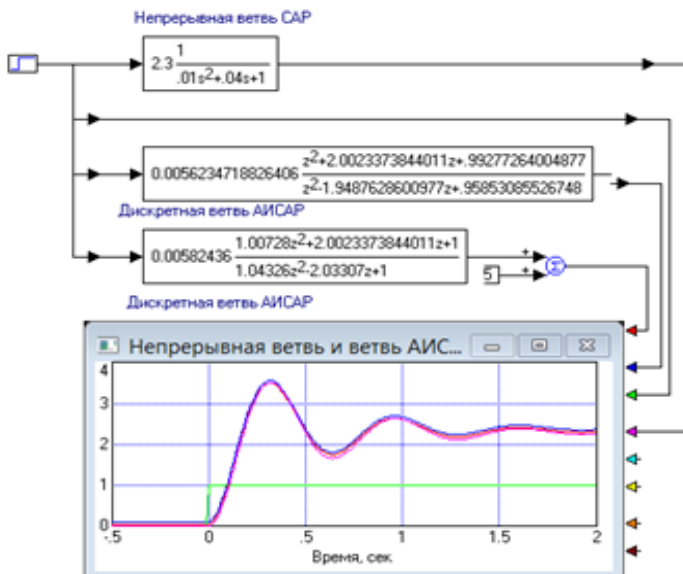 Непрерывная ветвь САР
2.3 1
.01s²+.04s+1
0.0056234718826406 z²+2.0023373844011z+.99277264004877
z²-1.9487628600977z+.95853085526748
Дискретная ветвь АИСАР
0.00582436 1.00728z²+2.0023373844011z+1
1.04326z²-2.03307z+1
+
+
Σ
5
Дискретная ветвь АИСАР
Непрерывная ветвь и ветвь АИС...
4
3
2
1
0
-.5 0 .5 1 1.5 2
Время, сек